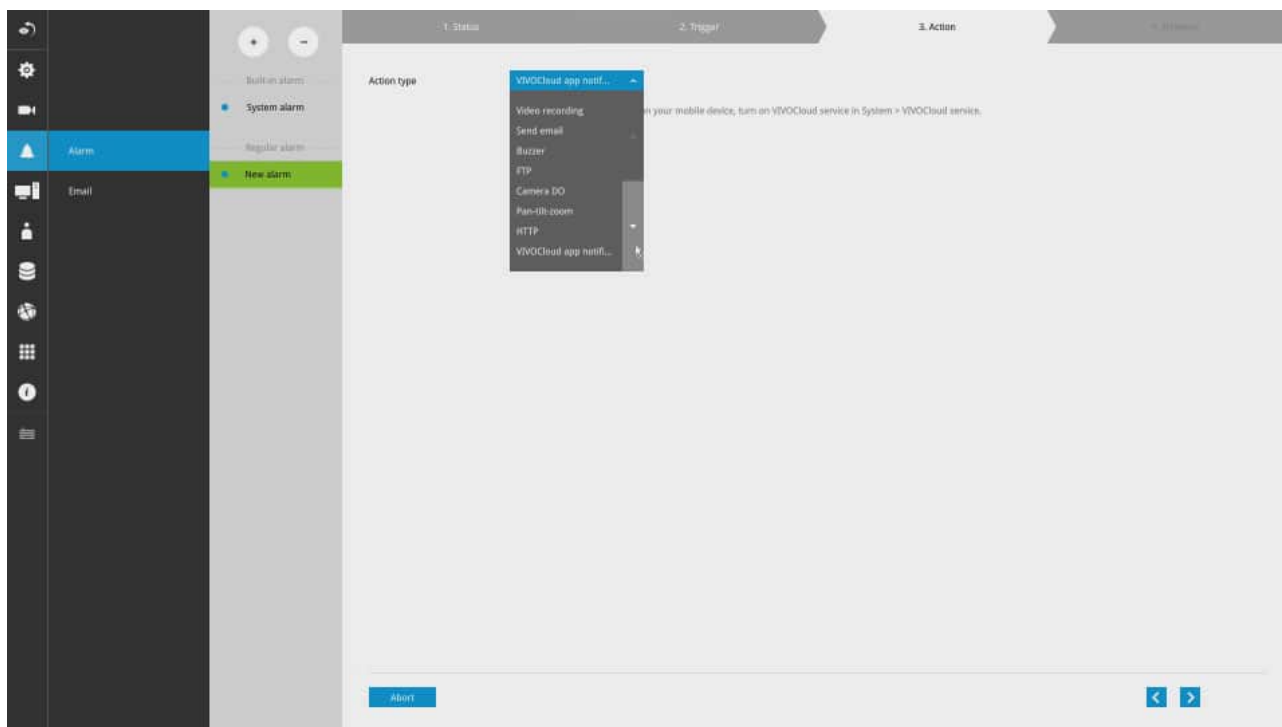 1. Status
2. Trigger
3. Action
Built-in alarm
System alarm
Regular alarm
New alarm
Alarm
Email
Action type
VIVOCloud app notif...
n your mobile device, turn on VIVOCloud service in System > VIVOCloud service.
Video recording
Send email
Buzzer
FTP
Camera DO
Pan-tilt-zoom
HTTP
VIVOCloud app notifi...
Abort